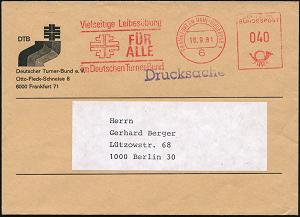 DTB
Deutscher Turner-Bund e.V.
Otto-Fleck-Schneise 8
6000 Frankfurt 71
Vielseitige Leibesübung
FÜR
ALLE
im Deutschen Turner-Bund
16.9.81
6
DEUTSCHE
BUNDESPOST
040
Drucksache
Herrn
Gerhard Berger
Lützowstr. 68
1000 Berlin 30